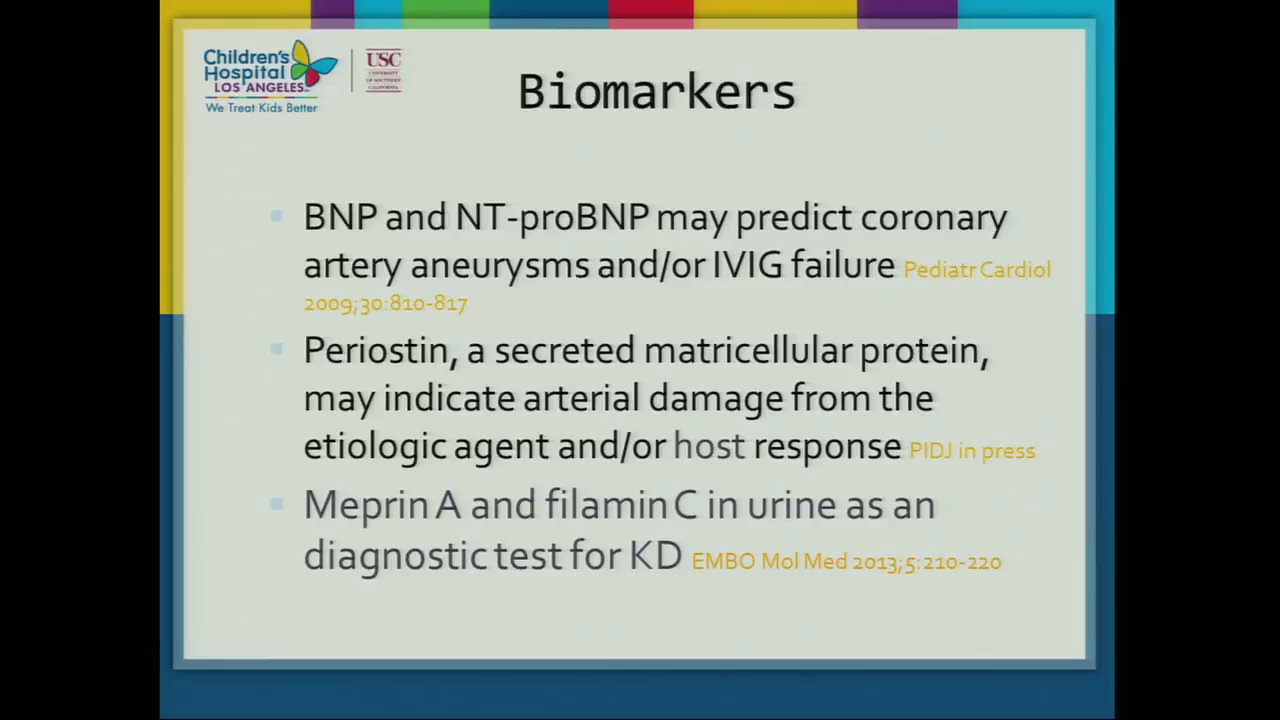 Children's
Hospital
LOS ANGELES
We Treat Kids Better
USC
UNIVERSITY
OF SOUTHERN
CALIFORNIA
Biomarkers
BNP and NT-proBNP may predict coronary
artery aneurysms and/or IVIG failure Pediatr Cardiol
2009;30:810-817
Periostin, a secreted matricellular protein,
may indicate arterial damage from the
etiologic agent and/or host response PIDJ in press
Meprin A and filamin C in urine as an
diagnostic test for KD EMBO Mol Med 2013;5:210-220